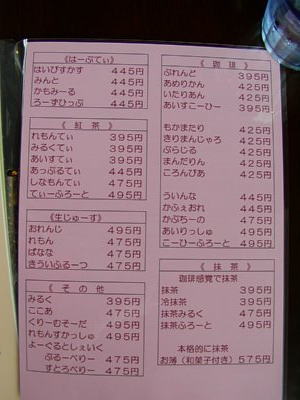 《はーぶてぃ》
はいびすかす 445円
みんと 445円
かもみーる 445円
ろーずひっぷ 445円
《 紅 茶 》
れもんてぃ 395円
みるくてぃ 395円
あいすてぃ 395円
あっぷるてぃ 445円
しなもんてぃ 475円
てぃーふろーと 495円
《生じゅーす》
おれんじ 495円
れもん 475円
ばなな 475円
きういふるーつ 475円
《 そ の 他 》
みるく 395円
ここあ 475円
くりーむそーだ 495円
れもんすかっしゅ 495円
よーぐるとしぇいく
ぶるーべりー 475円
すとろべりー 475円
《 珈 琲 》
ぶれんど 395円
あめりかん 425円
いたりあん 425円
あいすこーひー 395円
もかまたり 425円
きりまんじゃろ 425円
ぶらじる 425円
まんだりん 425円
ころんびあ 425円
ういんな 445円
かふぇおれ 445円
かぷちーの 475円
あいりっしゅ 495円
こーひーふろーと 495円
《 抹 茶 》
珈琲感覚で抹茶
抹茶 395円
冷抹茶 395円
抹茶みるく 475円
抹茶ふろーと 495円
本格的に抹茶
お薄（和菓子付き）575円